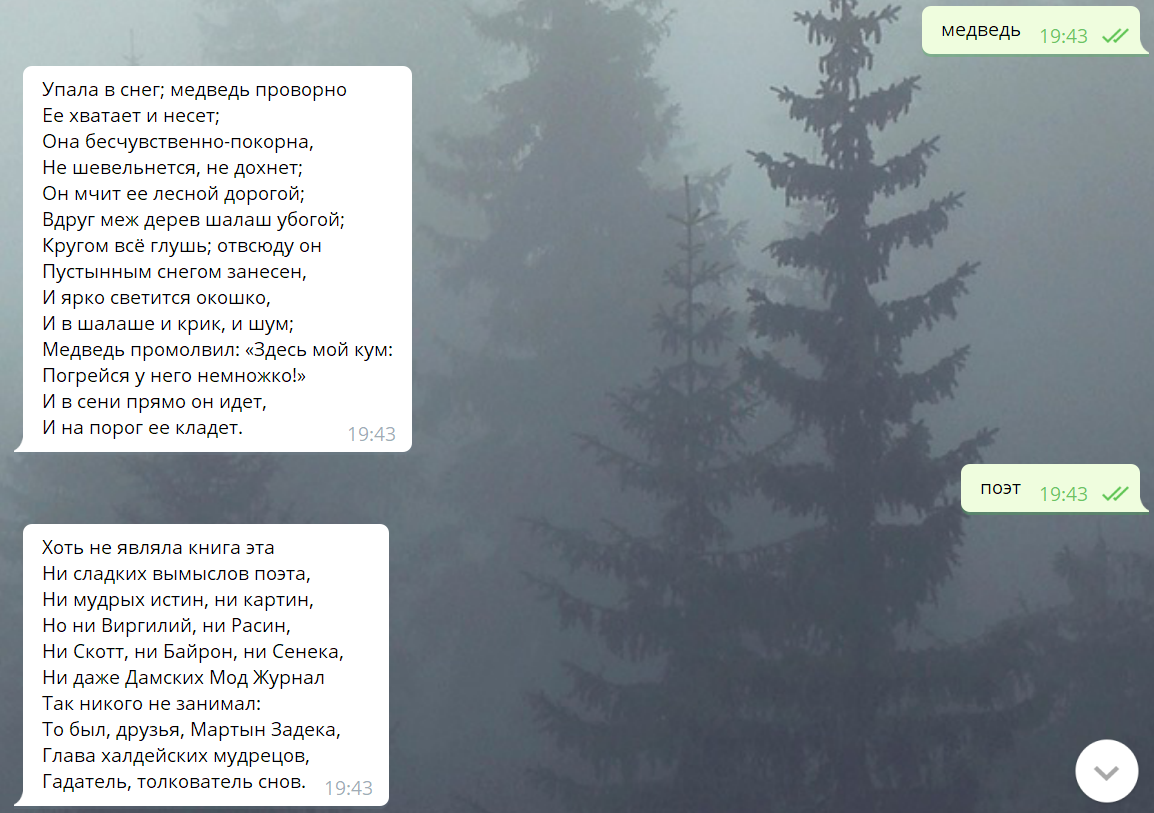 медведь 19:43
Упала в снег; медведь проворно
Ее хватает и несет;
Она бесчувственно-покорна,
Не шевельнется, не дохнет;
Он мчит ее лесной дорогой;
Вдруг меж дерев шалаш убогой;
Кругом всё глушь; отвсюду он
Пустынным снегом занесен,
И ярко светится окошко,
И в шалаше и крик, и шум;
Медведь промолвил: «Здесь мой кум:
Погрейся у него немножко!»
И в сени прямо он идет,
И на порог ее кладет.
19:43
поэт 19:43
Хоть не являла книга эта
Ни сладких вымыслов поэта,
Ни мудрых истин, ни картин,
Но ни Виргилий, ни Расин,
Ни Скотт, ни Байрон, ни Сенека,
Ни даже Дамских Мод Журнал
Так никого не занимал:
То был, друзья, Мартын Задека,
Глава халдейских мудрецов,
Гадатель, толкователь снов.
19:43